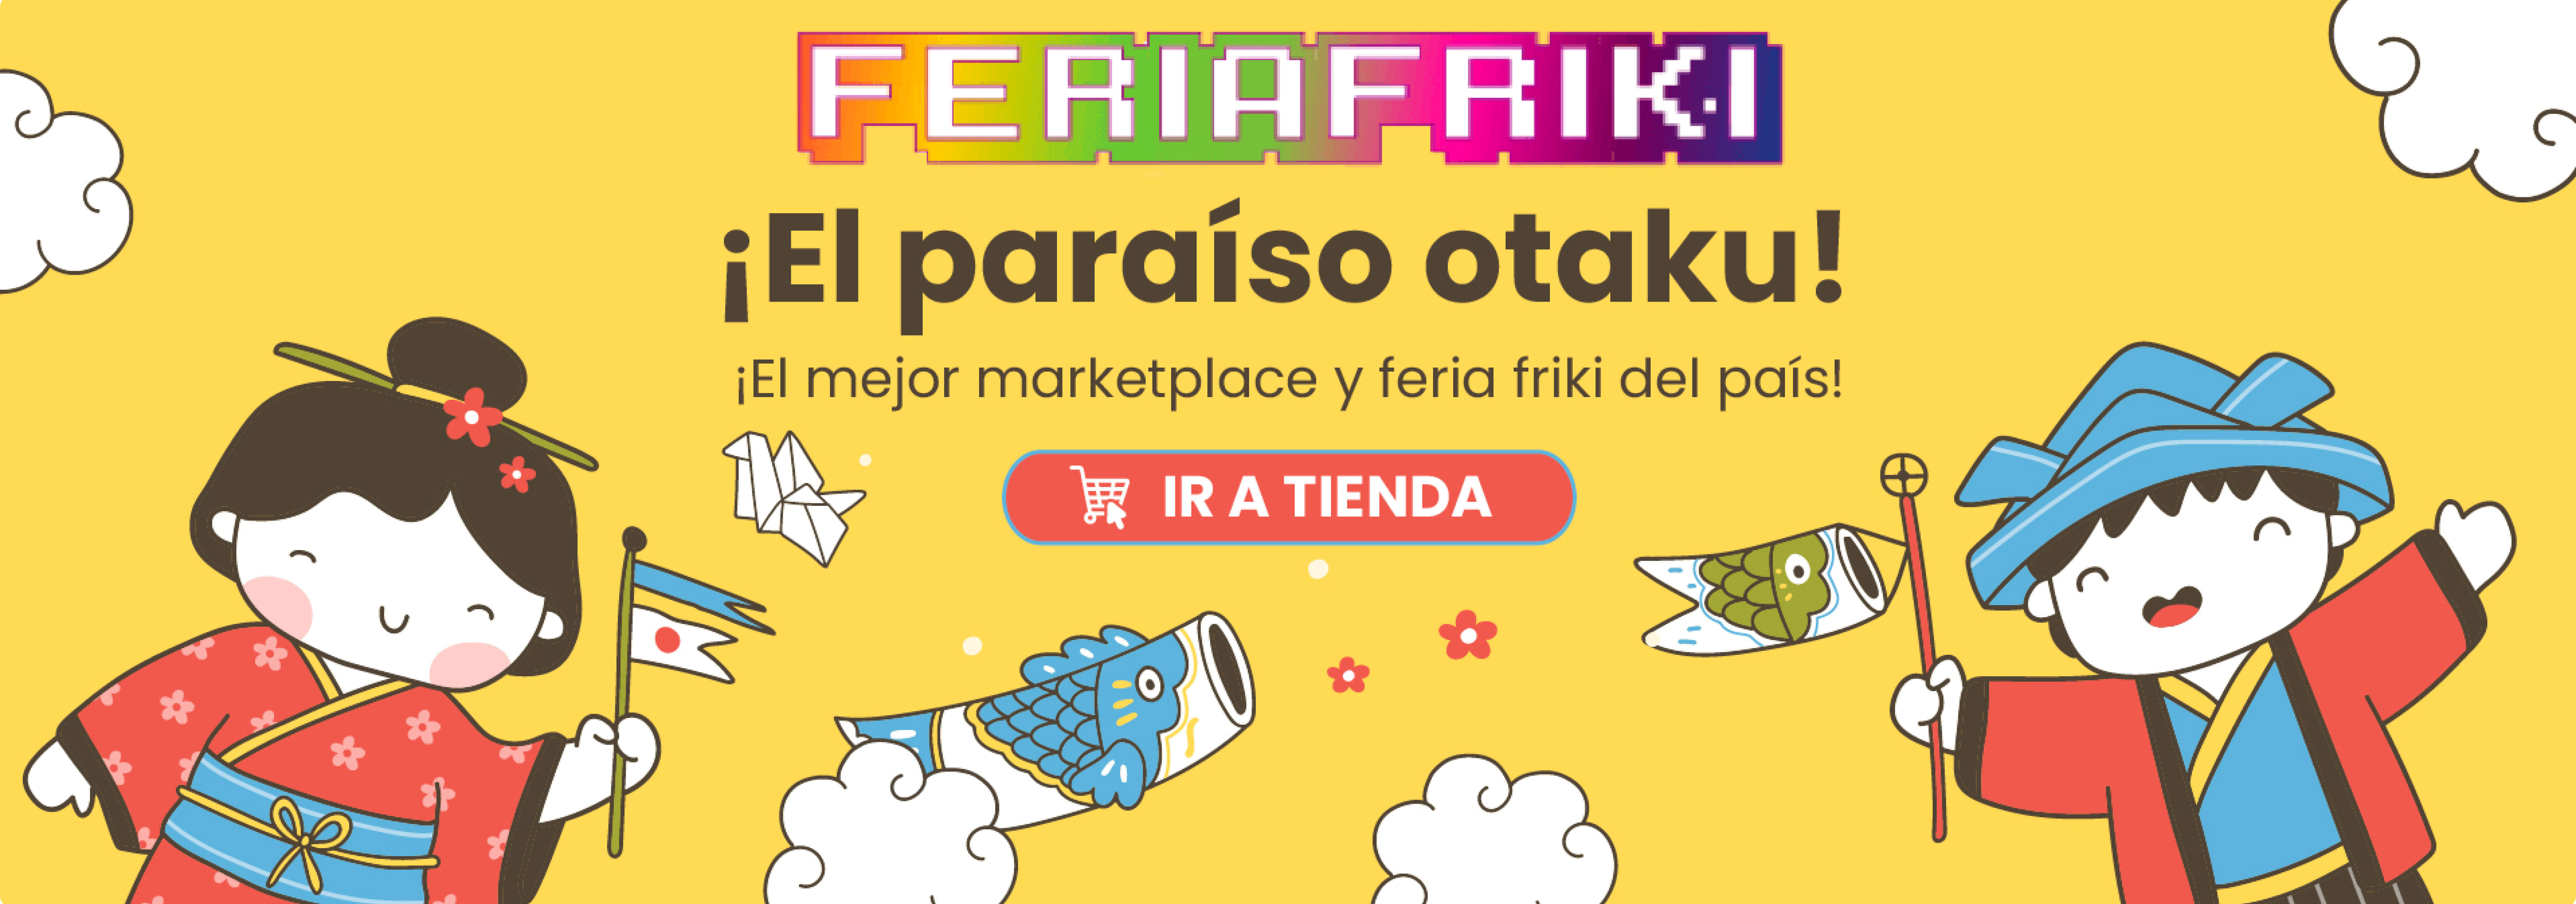 FERIAFRIKI
¡El paraíso otaku!
¡El mejor marketplace y feria friki del país!
IR A TIENDA